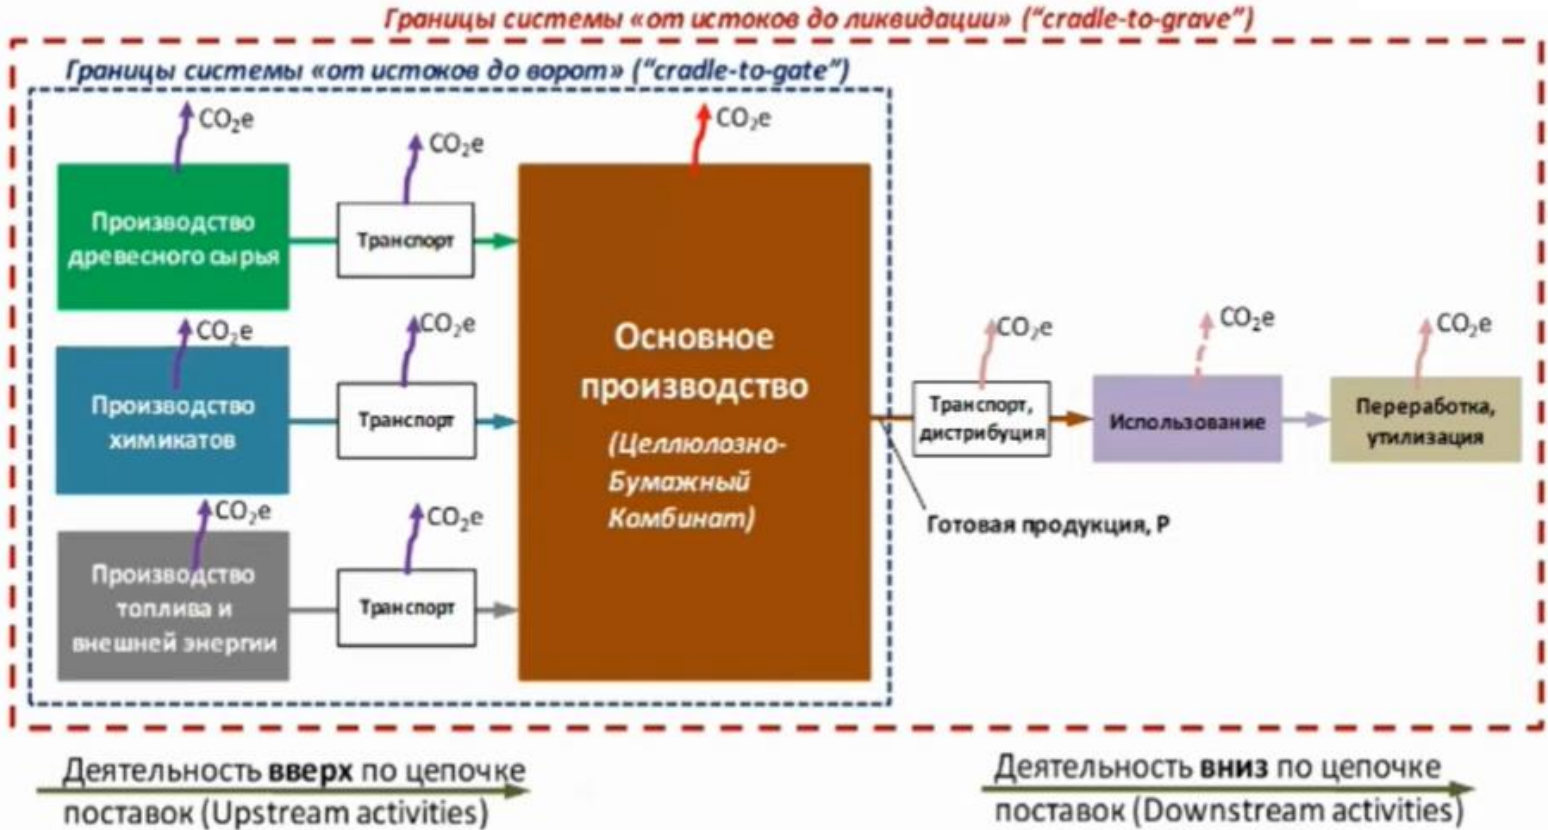 Границы системы «от истоков до ликвидации» (“cradle-to-grave”)
Границы системы «от истоков до ворот» (“cradle-to-gate”)
CO₂e
CO₂e
CO₂e
Производство
древесного сырья
Транспорт
CO₂e
CO₂e
Производство
химикатов
Транспорт
CO₂e
CO₂e
Производство
топлива и
внешней энергии
Транспорт
Основное
производство
(Целлюлозно-
Бумажный
Комбинат)
CO₂e
CO₂e
CO₂e
Транспорт,
дистрибуция
Использование
Переработка,
утилизация
Готовая продукция, P
Деятельность вверх по цепочке
поставок (Upstream activities)
Деятельность вниз по цепочке
поставок (Downstream activities)